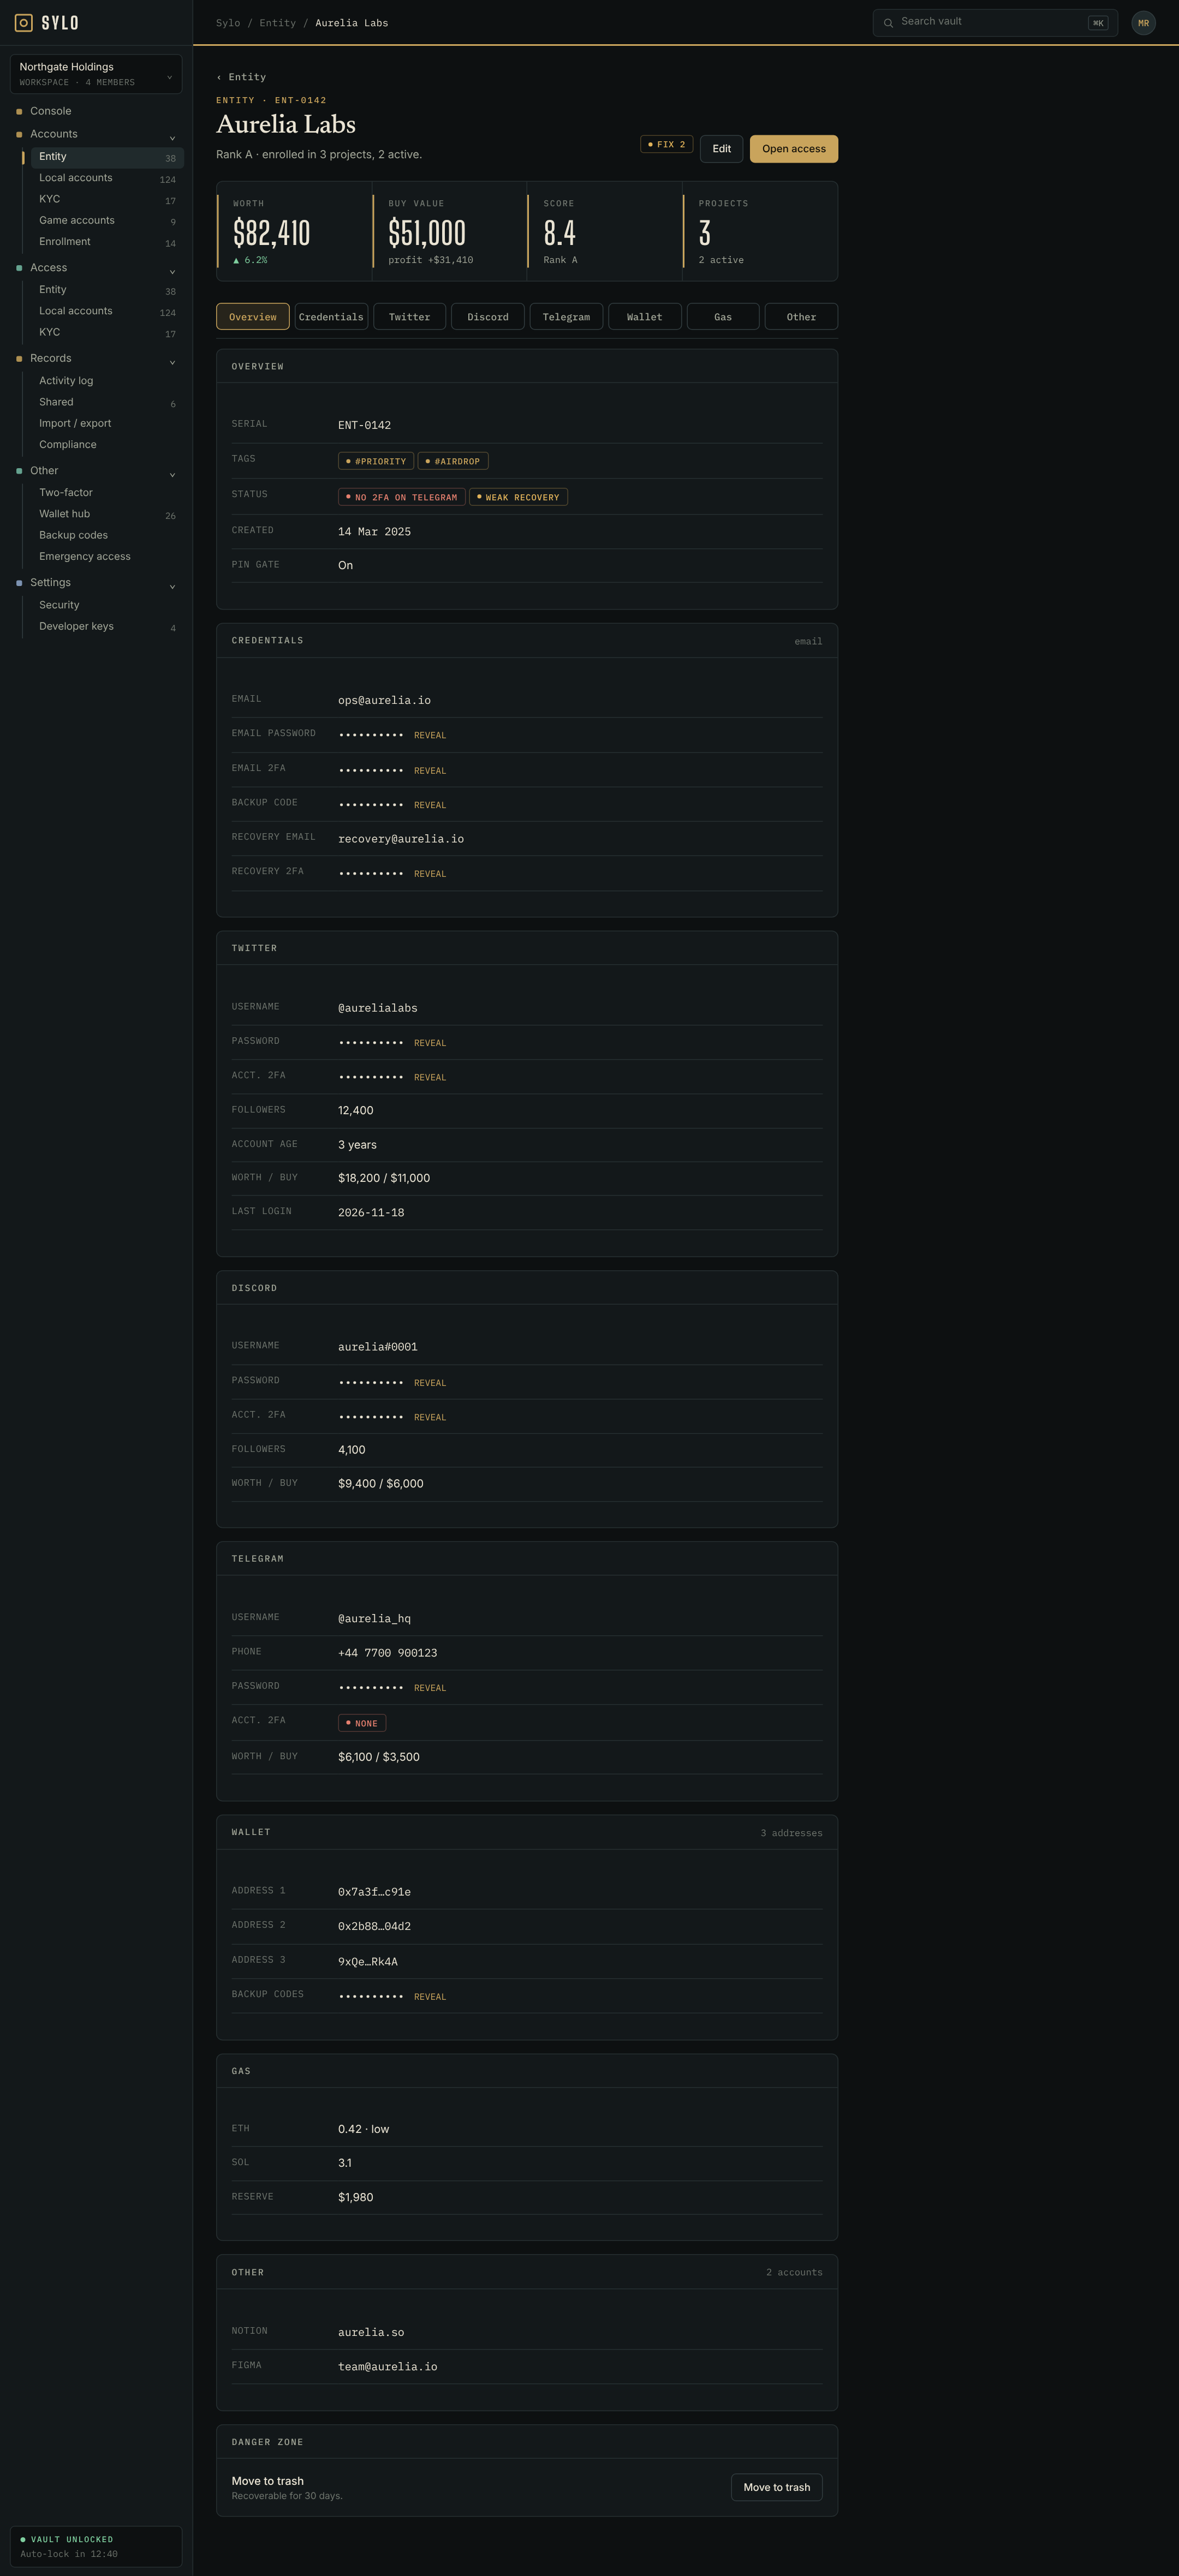 SYLO
Sylo / Entity / Aurelia Labs
Search vault
⌘K
MR
Northgate Holdings
WORKSPACE · 4 MEMBERS
Console
Accounts
Entity 38
Local accounts 124
KYC 17
Game accounts 9
Enrollment 14
Access
Entity 38
Local accounts 124
KYC 17
Records
Activity log
Shared 6
Import / export
Compliance
Other
Two-factor
Wallet hub 26
Backup codes
Emergency access
Settings
Security
Developer keys 4
VAULT UNLOCKED
Auto-lock in 12:40
‹ Entity
ENTITY · ENT-0142
Aurelia Labs
Rank A · enrolled in 3 projects, 2 active.
FIX 2
Edit
Open access
WORTH
$82,410
▲ 6.2%
BUY VALUE
$51,000
profit +$31,410
SCORE
8.4
Rank A
PROJECTS
3
2 active
Overview
Credentials
Twitter
Discord
Telegram
Wallet
Gas
Other
OVERVIEW
SERIAL ENT-0142
TAGS #PRIORITY #AIRDROP
STATUS NO 2FA ON TELEGRAM WEAK RECOVERY
CREATED 14 Mar 2025
PIN GATE On
CREDENTIALS email
EMAIL ops@aurelia.io
EMAIL PASSWORD •••••••••• REVEAL
EMAIL 2FA •••••••••• REVEAL
BACKUP CODE •••••••••• REVEAL
RECOVERY EMAIL recovery@aurelia.io
RECOVERY 2FA •••••••••• REVEAL
TWITTER
USERNAME @aurelialabs
PASSWORD •••••••••• REVEAL
ACCT. 2FA •••••••••• REVEAL
FOLLOWERS 12,400
ACCOUNT AGE 3 years
WORTH / BUY $18,200 / $11,000
LAST LOGIN 2026-11-18
DISCORD
USERNAME aurelia#0001
PASSWORD •••••••••• REVEAL
ACCT. 2FA •••••••••• REVEAL
FOLLOWERS 4,100
WORTH / BUY $9,400 / $6,000
TELEGRAM
USERNAME @aurelia_hq
PHONE +44 7700 900123
PASSWORD •••••••••• REVEAL
ACCT. 2FA NONE
WORTH / BUY $6,100 / $3,500
WALLET 3 addresses
ADDRESS 1 0x7a3f…c91e
ADDRESS 2 0x2b88…04d2
ADDRESS 3 9xQe…Rk4A
BACKUP CODES •••••••••• REVEAL
GAS
ETH 0.42 · low
SOL 3.1
RESERVE $1,980
OTHER 2 accounts
NOTION aurelia.so
FIGMA team@aurelia.io
DANGER ZONE
Move to trash
Recoverable for 30 days.
Move to trash